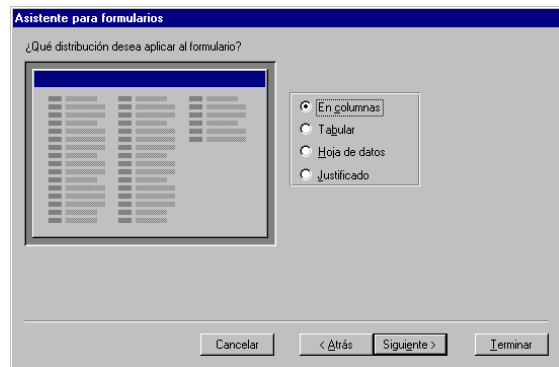 Asistente para formularios
¿Qué distribución desea aplicar al formulario?
En columnas
Tabular
Hoja de datos
Justificado
Cancelar
< Atrás
Siguiente >
Terminar